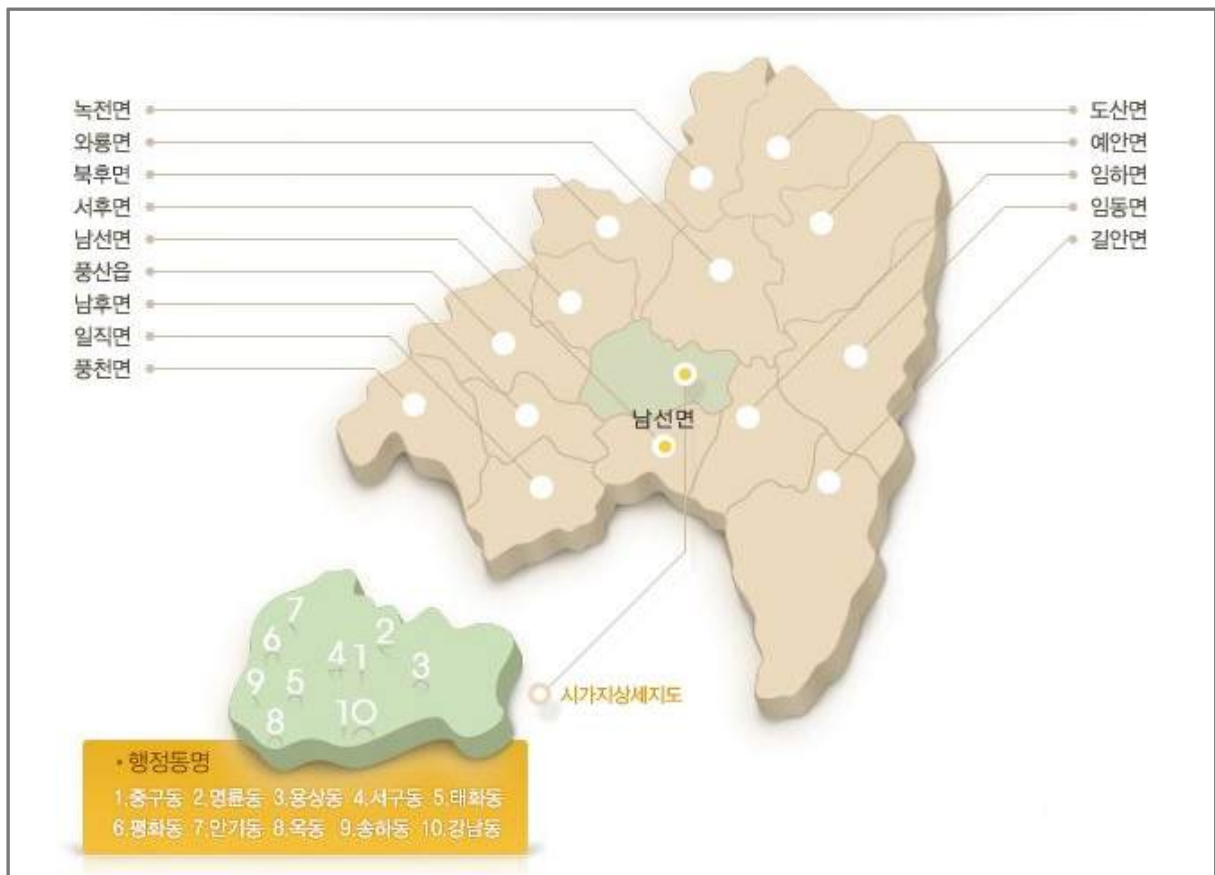 녹전면
와룡면
북후면
서후면
남선면
풍산읍
남후면
일직면
풍천면
도산면
예안면
임하면
임동면
길안면
남선면
시가지상세지도
7
2
6
4
1
3
9
5
10
8
• 행정동명
1.중구동 2.명륜동 3.용상동 4.서구동 5.태화동
6.평화동 7.안기동 8.옥동 9.송하동 10.강남동